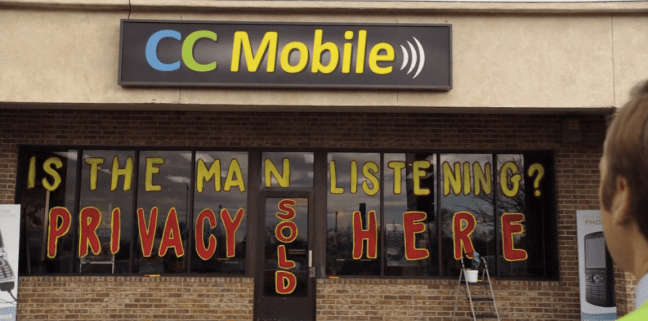 CC Mobile
IS THE MAN LISTENING?
PRIVACY SOLD HERE